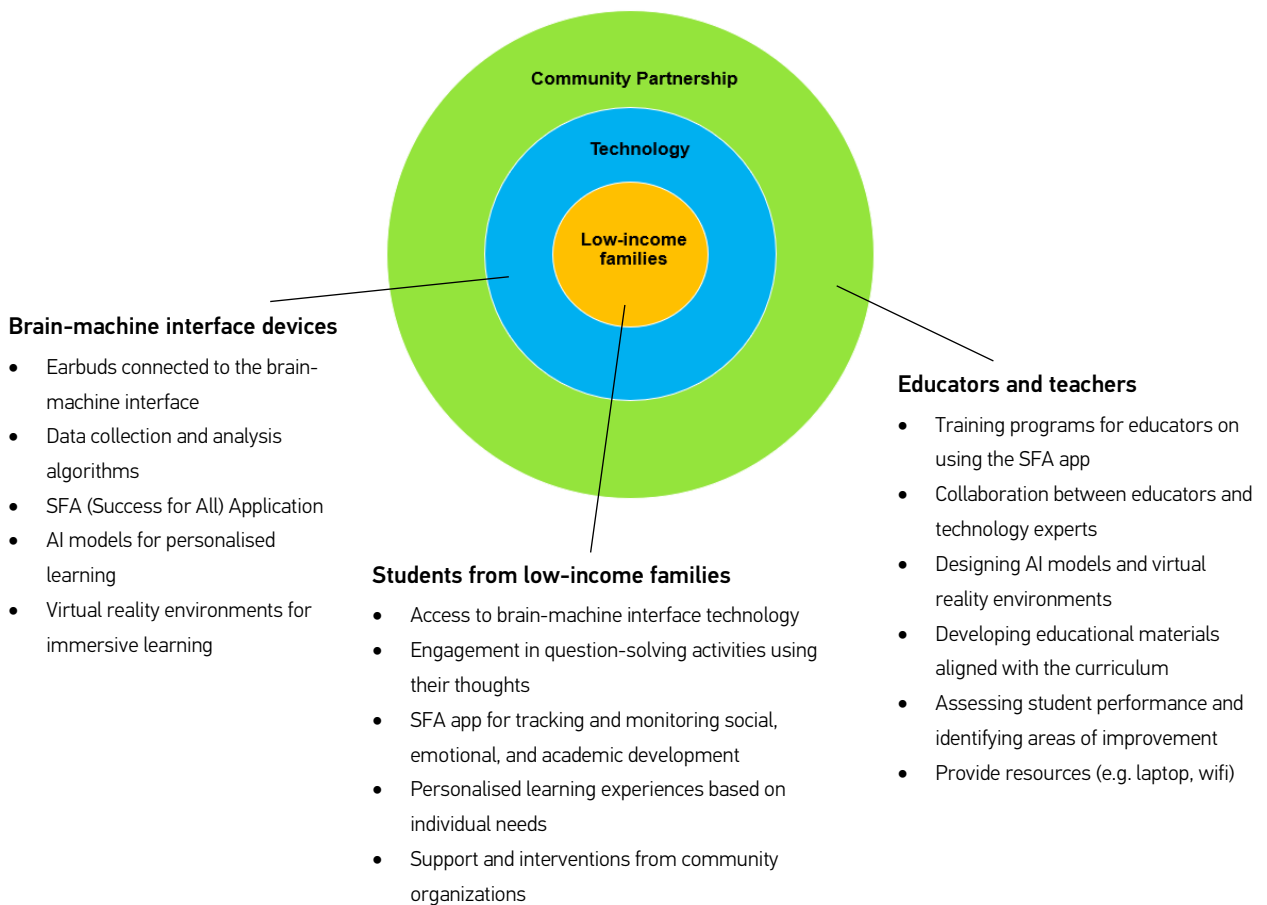 Community Partnership
Technology
Low-income
families
Brain-machine interface devices
• Earbuds connected to the brain-
machine interface
• Data collection and analysis
algorithms
• SFA (Success for All) Application
• AI models for personalised
learning
• Virtual reality environments for
immersive learning
Students from low-income families
• Access to brain-machine interface technology
• Engagement in question-solving activities using
their thoughts
• SFA app for tracking and monitoring social,
emotional, and academic development
• Personalised learning experiences based on
individual needs
• Support and interventions from community
organizations
Educators and teachers
• Training programs for educators on
using the SFA app
• Collaboration between educators and
technology experts
• Designing AI models and virtual
reality environments
• Developing educational materials
aligned with the curriculum
• Assessing student performance and
identifying areas of improvement
• Provide resources (e.g. laptop, wifi)